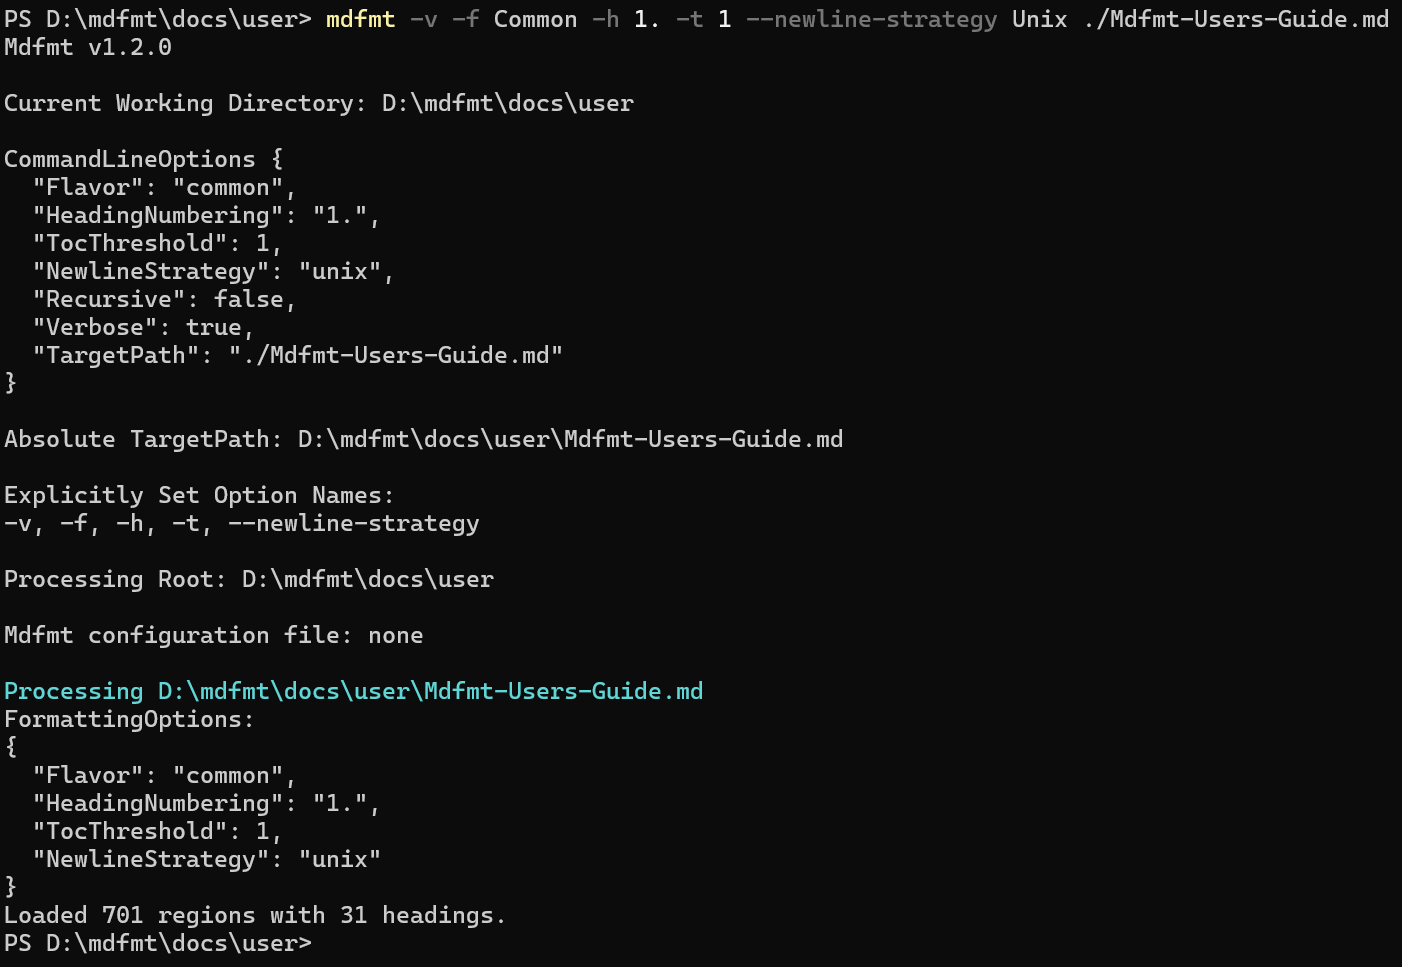 PS D:\mdfmt\docs\user> mdfmt -v -f Common -h 1. -t 1 --newline-strategy Unix ./Mdfmt-Users-Guide.md
Mdfmt v1.2.0

Current Working Directory: D:\mdfmt\docs\user

CommandLineOptions {
  "Flavor": "common",
  "HeadingNumbering": "1.",
  "TocThreshold": 1,
  "NewlineStrategy": "unix",
  "Recursive": false,
  "Verbose": true,
  "TargetPath": "./Mdfmt-Users-Guide.md"
}

Absolute TargetPath: D:\mdfmt\docs\user\Mdfmt-Users-Guide.md

Explicitly Set Option Names:
-v, -f, -h, -t, --newline-strategy

Processing Root: D:\mdfmt\docs\user

Mdfmt configuration file: none

Processing D:\mdfmt\docs\user\Mdfmt-Users-Guide.md
FormattingOptions:
{
  "Flavor": "common",
  "HeadingNumbering": "1.",
  "TocThreshold": 1,
  "NewlineStrategy": "unix"
}
Loaded 701 regions with 31 headings.
PS D:\mdfmt\docs\user>